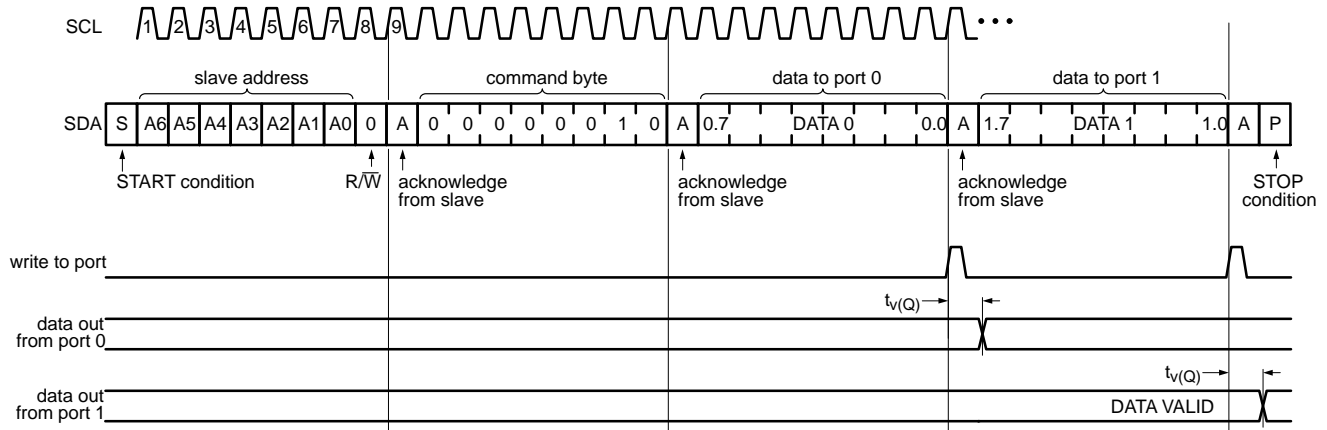 SCL 1 2 3 4 5 6 7 8 9 • • •
slave address command byte data to port 0 data to port 1
SDA S A6 A5 A4 A3 A2 A1 A0 0 A 0 0 0 0 0 0 1 0 A 0.7 DATA 0 0.0 A 1.7 DATA 1 1.0 A P
START condition R/W̅ acknowledge acknowledge acknowledge STOP
from slave from slave from slave condition
write to port
tv(Q)
data out
from port 0
tv(Q)
data out
from port 1 DATA VALID